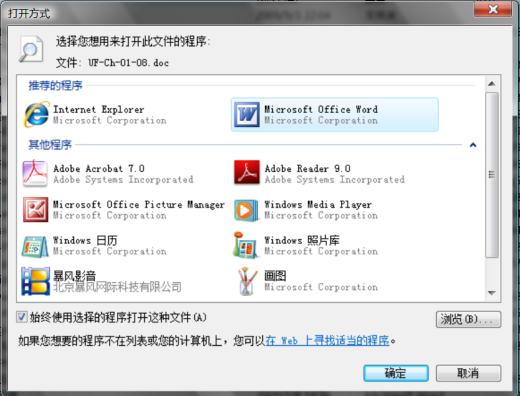 打开方式
选择您想用来打开此文件的程序:
文件: UF-Ch-01-08.doc
推荐的程序
Internet Explorer
Microsoft Corporation
Microsoft Office Word
Microsoft Corporation
其他程序
Adobe Acrobat 7.0
Adobe Systems Incorporated
Adobe Reader 9.0
Adobe Systems Incorporated
Microsoft Office Picture Manager
Microsoft Corporation
Windows Media Player
Microsoft Corporation
Windows 日历
Microsoft Corporation
Windows 照片库
Microsoft Corporation
暴风影音
北京暴风网际科技有限公司
画图
Microsoft Corporation
始终使用选择的程序打开这种文件(A)
浏览(B)...
如果您想要的程序不在列表或您的计算机上，您可以在 Web 上寻找适当的程序。
确定
取消